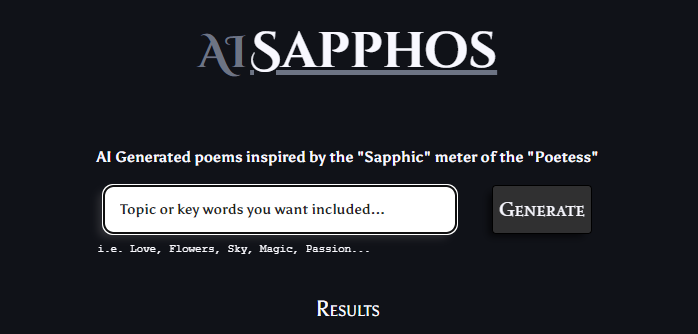 AI SAPPHOS
AI Generated poems inspired by the "Sapphic" meter of the "Poetess"
Topic or key words you want included...
GENERATE
i.e. Love, Flowers, Sky, Magic, Passion...
RESULTS